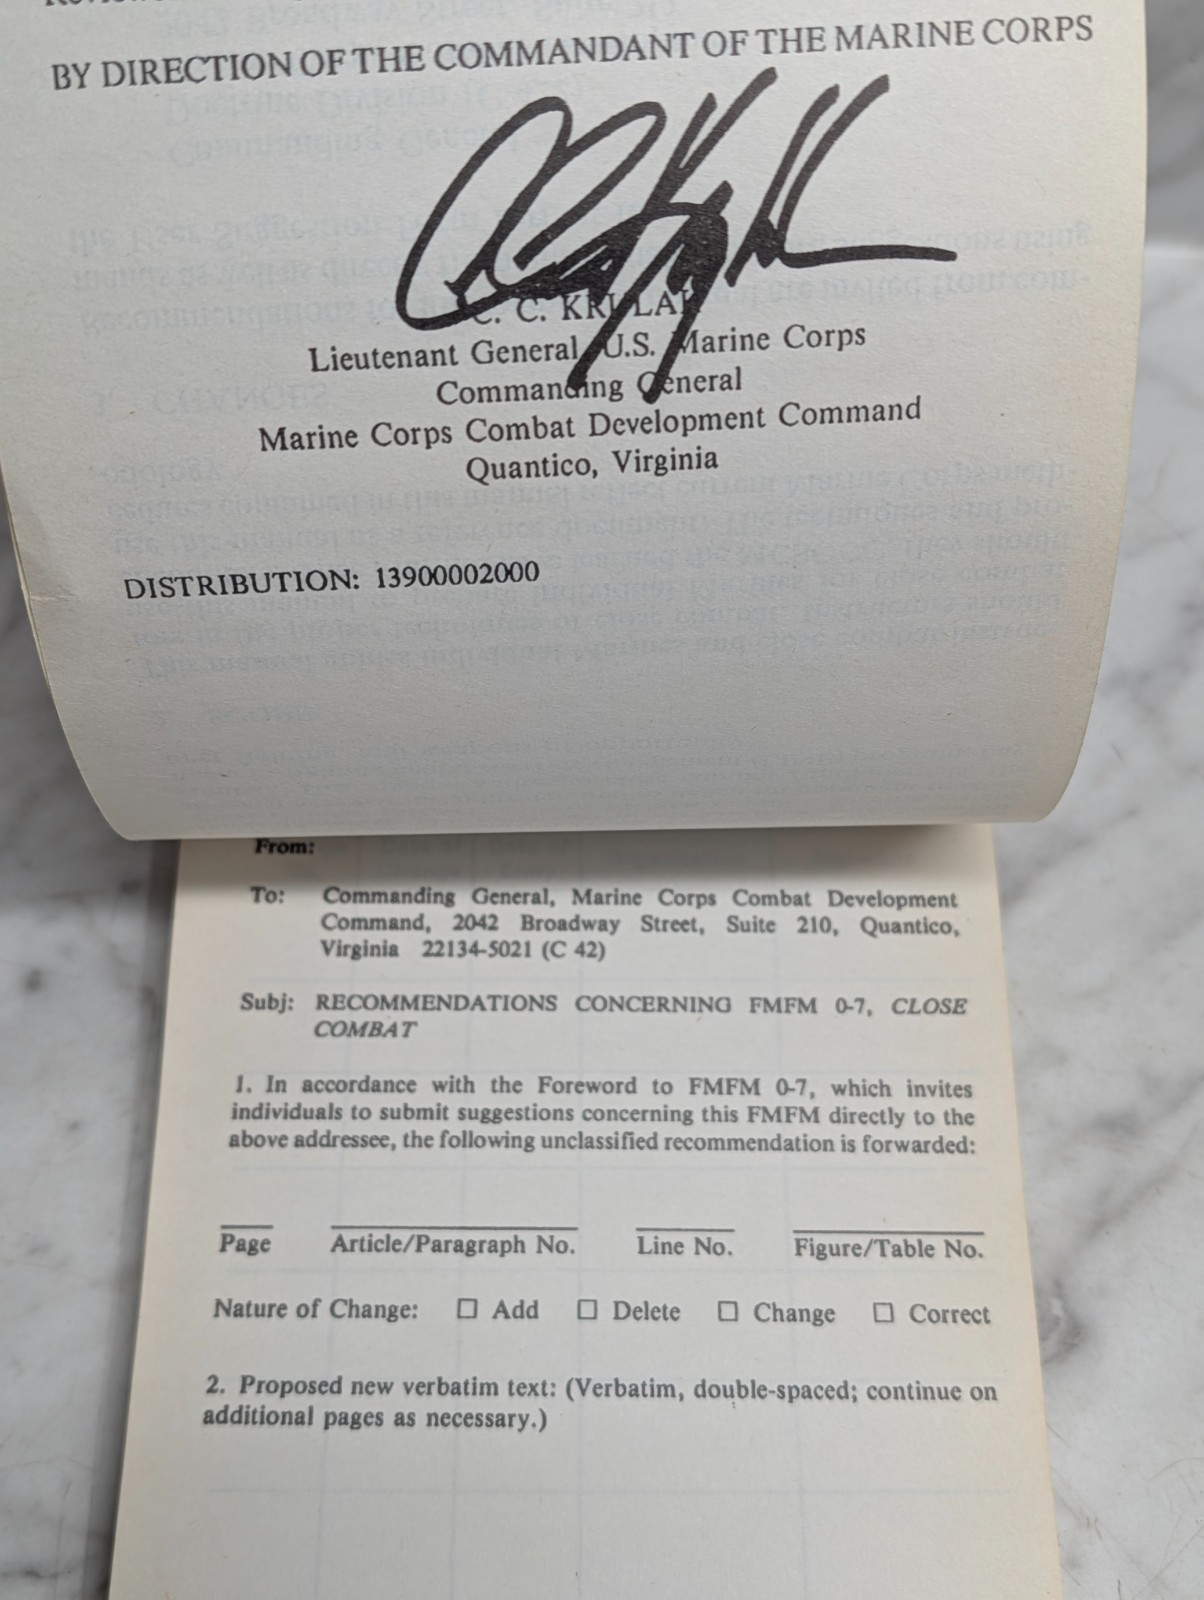 BY DIRECTION OF THE COMMANDANT OF THE MARINE CORPS
C. C. KRULAK
Lieutenant General, U.S. Marine Corps
Commanding General
Marine Corps Combat Development Command
Quantico, Virginia
DISTRIBUTION: 13900002000
From:
To: Commanding General, Marine Corps Combat Development
Command, 2042 Broadway Street, Suite 210, Quantico,
Virginia 22134-5021 (C 42)
Subj: RECOMMENDATIONS CONCERNING FMFM 0-7, CLOSE
COMBAT
1. In accordance with the Foreword to FMFM 0-7, which invites
individuals to submit suggestions concerning this FMFM directly to the
above addressee, the following unclassified recommendation is forwarded:
Page Article/Paragraph No. Line No. Figure/Table No.
Nature of Change: ☐ Add ☐ Delete ☐ Change ☐ Correct
2. Proposed new verbatim text: (Verbatim, double-spaced; continue on
additional pages as necessary.)